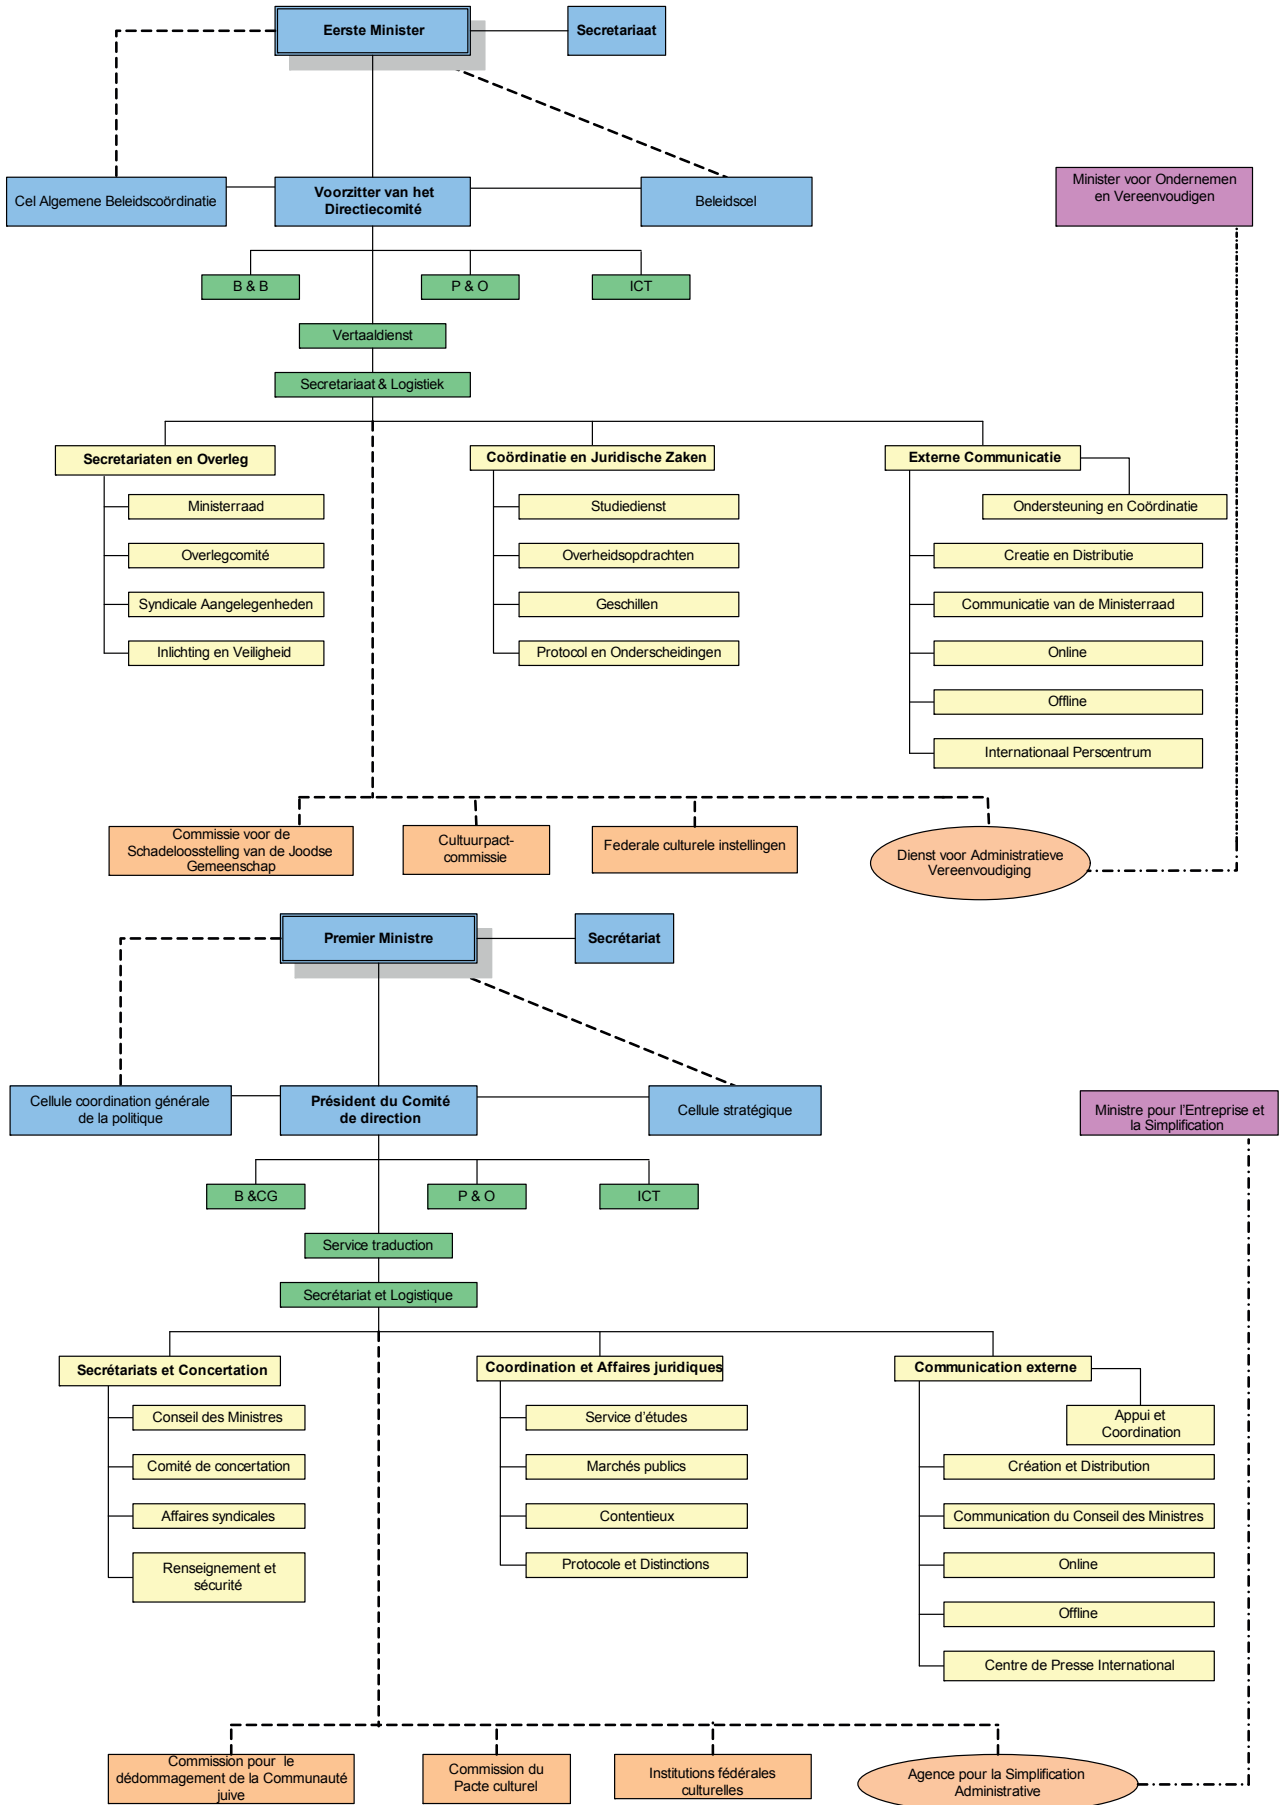 Eerste Minister
Secretariaat
Cel Algemene Beleidscoördinatie
Voorzitter van het
Directiecomité
Beleidscel
Minister voor Ondernemen
en Vereenvoudigen
B & B
P & O
ICT
Vertaaldienst
Secretariaat & Logistiek
Secretariaten en Overleg
Ministerraad
Overlegcomité
Syndicale Aangelegenheden
Inlichting en Veiligheid
Coördinatie en Juridische Zaken
Studiedienst
Overheidsopdrachten
Geschillen
Protocol en Onderscheidingen
Externe Communicatie
Ondersteuning en Coördinatie
Creatie en Distributie
Communicatie van de Ministerraad
Online
Offline
Internationaal Perscentrum
Commissie voor de
Schadeloosstelling van de Joodse
Gemeenschap
Cultuurpact-
commissie
Federale culturele instellingen
Dienst voor Administratieve
Vereenvoudiging
Premier Ministre
Secrétariat
Cellule coordination générale
de la politique
Président du Comité
de direction
Cellule stratégique
Ministre pour l'Entreprise et
la Simplification
B &CG
P & O
ICT
Service traduction
Secrétariat et Logistique
Secrétariats et Concertation
Conseil des Ministres
Comité de concertation
Affaires syndicales
Renseignement et
sécurité
Coordination et Affaires juridiques
Service d'études
Marchés publics
Contentieux
Protocole et Distinctions
Communication externe
Appui et
Coordination
Création et Distribution
Communication du Conseil des Ministres
Online
Offline
Centre de Presse International
Commission pour le
dédommagement de la Communauté
juive
Commission du
Pacte culturel
Institutions fédérales
culturelles
Agence pour la Simplification
Administrative